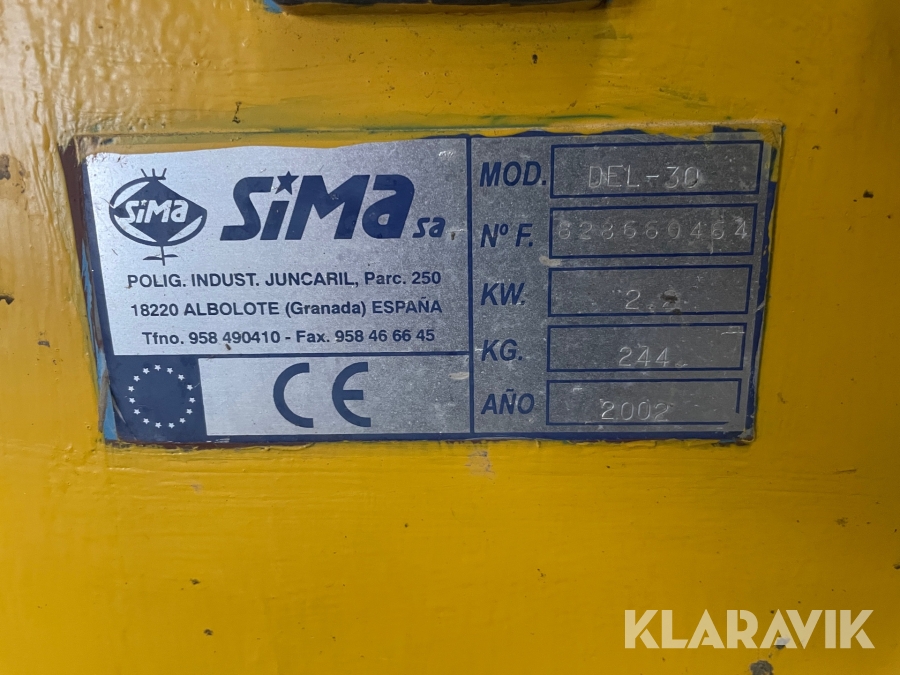 SiMa
SiMa sa.
POLIG. INDUST. JUNCARIL, Parc. 250
18220 ALBOLOTE (Granada) ESPAÑA
Tfno. 958 490410 - Fax. 958 46 66 45
CE
MOD. DEL-30
Nº F.
KW.
KG. 244
AÑO 2002
KLARAVIK